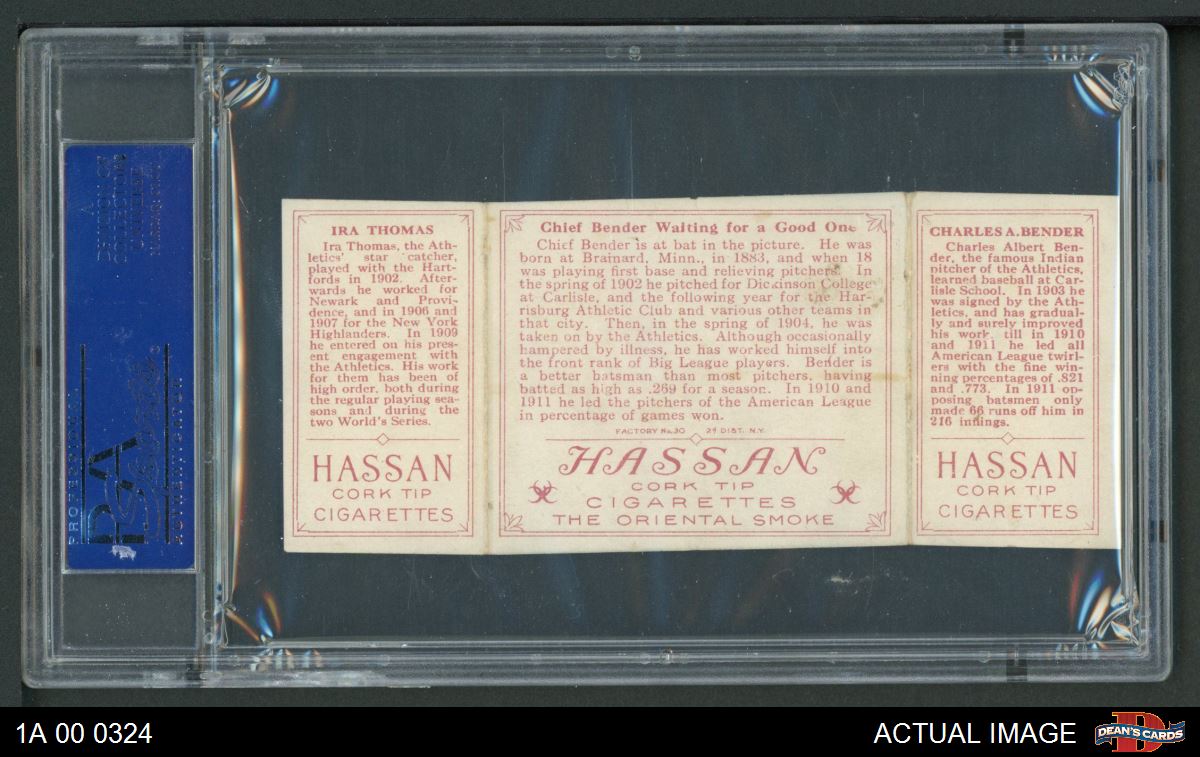 IRA THOMAS
Ira Thomas, the Ath-
letics' star catcher,
played with the Hart-
fords in 1902. After-
wards he worked for
Newark and Provi-
dence, and in 1906 and
1907 for the New York
Highlanders. In 1909
he entered on his pres-
ent engagement with
the Athletics. His work
for them has been of
high order, both during
the regular playing sea-
sons and during the
two World's Series.
HASSAN
CORK TIP
CIGARETTES
Chief Bender Waiting for a Good One
Chief Bender is at bat in the picture. He was
born at Brainard, Minn., in 1883, and when 18
was playing first base and relieving pitchers. In
the spring of 1902 he pitched for Dickinson College
at Carlisle, and the following year for the Har-
risburg Athletic Club and various other teams in
that city. Then, in the spring of 1904, he was
taken on by the Athletics. Although occasionally
hampered by illness, he has worked himself into
the front rank of Big League players. Bender is
a better batsman than most pitchers, having
batted as high as .269 for a season. In 1910 and
1911 he led the pitchers of the American League
in percentage of games won.
FACTORY No. 30 2d DIST. N.Y.
HASSAN
CORK TIP
CIGARETTES
THE ORIENTAL SMOKE
CHARLES A. BENDER
Charles Albert Ben-
der, the famous Indian
pitcher of the Athletics,
learned baseball at Car-
lisle School. In 1903 he
was signed by the Ath-
letics, and has gradual-
ly and surely improved
his work, till in 1910
and 1911 he led all
American League twirl-
ers with the fine win-
ning percentages of .821
and .773. In 1911 op-
posing batsmen only
made 66 runs off him in
216 innings.
HASSAN
CORK TIP
CIGARETTES
PSA
1A 00 0324
ACTUAL IMAGE
DEAN'S CARDS